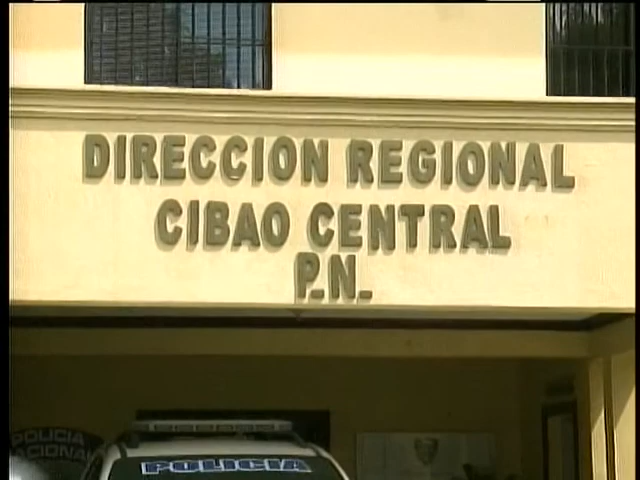 DIRECCION REGIONAL
CIBAO CENTRAL
P.N.
POLICIA
NACIONAL
POLICIA